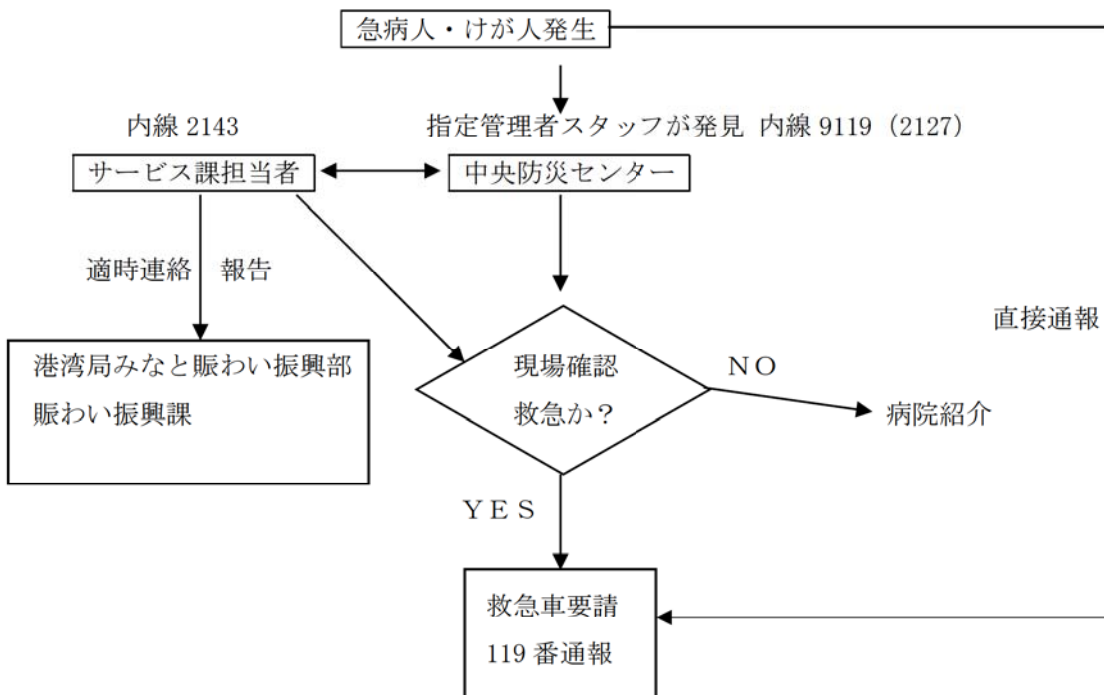 急病人・けが人発生
内線 2143
指定管理者スタッフが発見 内線 9119（2127）
サービス課担当者
中央防災センター
適時連絡
報告
直接通報
港湾局みなと賑わい振興部
賑わい振興課
現場確認
救急か？
ＮＯ
病院紹介
ＹＥＳ
救急車要請
119 番通報